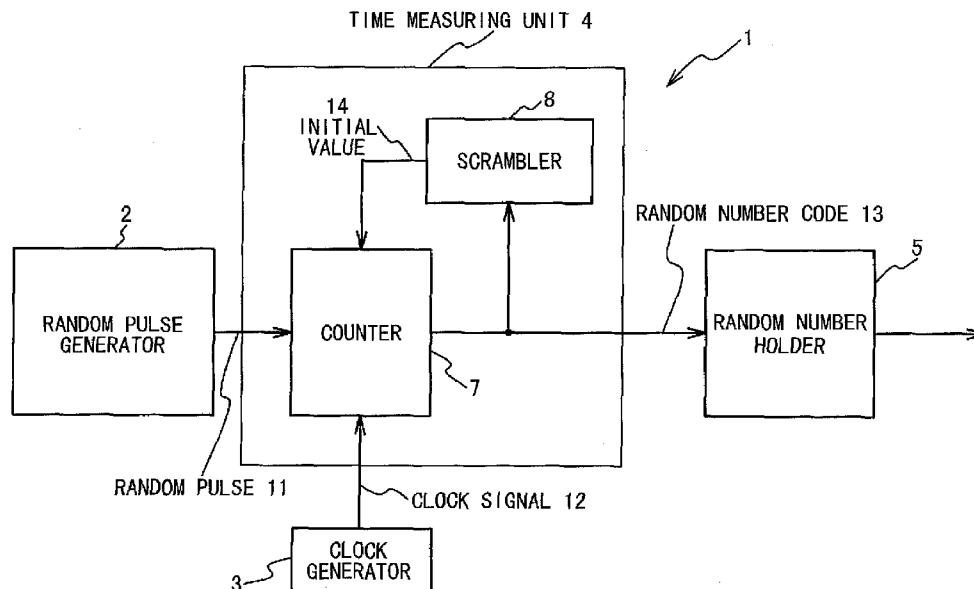 TIME MEASURING UNIT 4
1
14
INITIAL
VALUE
8
SCRAMBLER
RANDOM NUMBER CODE 13
2
5
RANDOM PULSE
GENERATOR
COUNTER
RANDOM NUMBER
HOLDER
7
RANDOM PULSE 11
CLOCK SIGNAL 12
CLOCK
GENERATOR
3